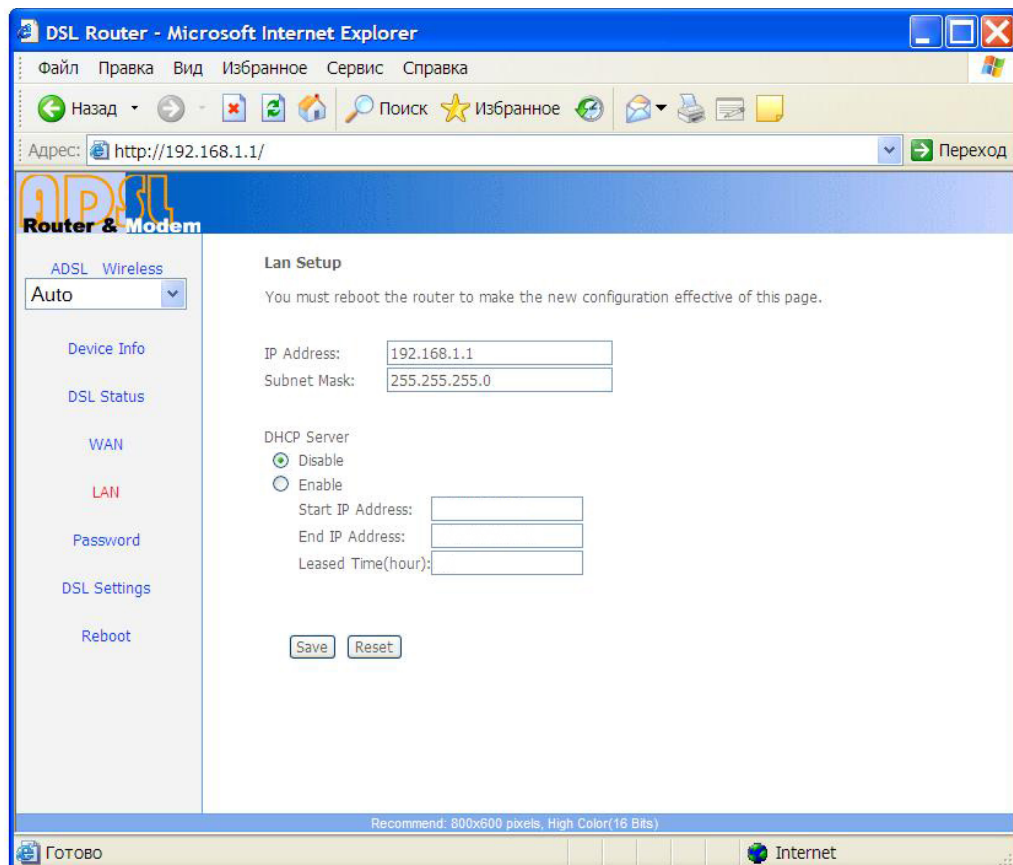 DSL Router - Microsoft Internet Explorer
Файл Правка Вид Избранное Сервис Справка
Назад Поиск Избранное
Адрес: http://192.168.1.1/ Переход
ADSL
Router & Modem
ADSL Wireless
Auto
Device Info
DSL Status
WAN
LAN
Password
DSL Settings
Reboot
Lan Setup
You must reboot the router to make the new configuration effective of this page.
IP Address: 192.168.1.1
Subnet Mask: 255.255.255.0
DHCP Server
Disable
Enable
Start IP Address:
End IP Address:
Leased Time(hour):
Save Reset
Recommend: 800x600 pixels, High Color(16 Bits)
Готово Internet